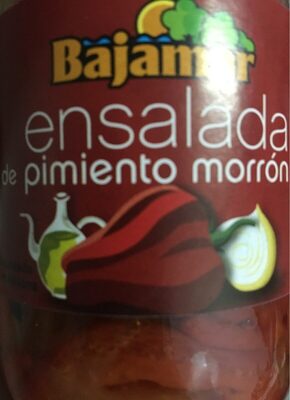 Bajamar
ensalada
de pimiento morrón